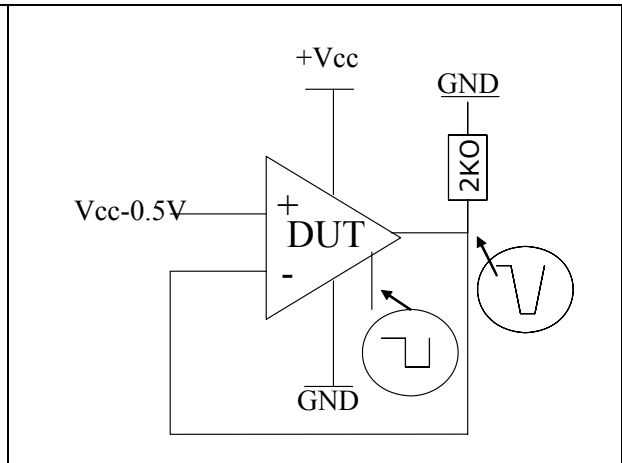 +Vcc
GND
2KO
Vcc-0.5V
+
DUT
-
GND